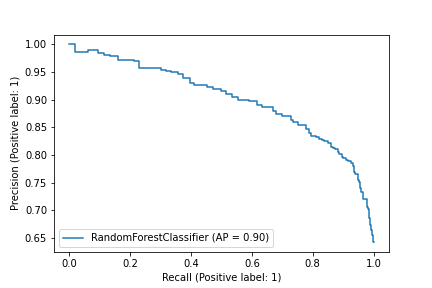 1.00
0.95
0.90
0.85
0.80
0.75
0.70
0.65
Precision (Positive label: 1)
RandomForestClassifier (AP = 0.90)
0.0 0.2 0.4 0.6 0.8 1.0
Recall (Positive label: 1)